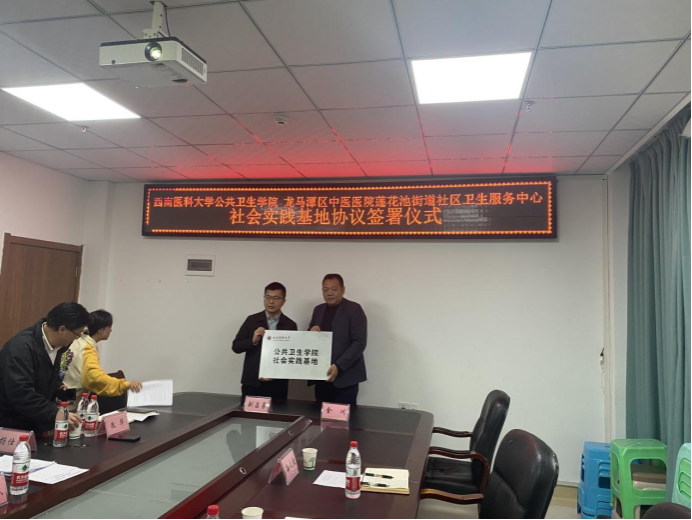 西南医科大学公共卫生学院 龙马潭区中医医院莲花池街道社区卫生服务中心
社会实践基地协议签署仪式
公共卫生学院
社会实践基地